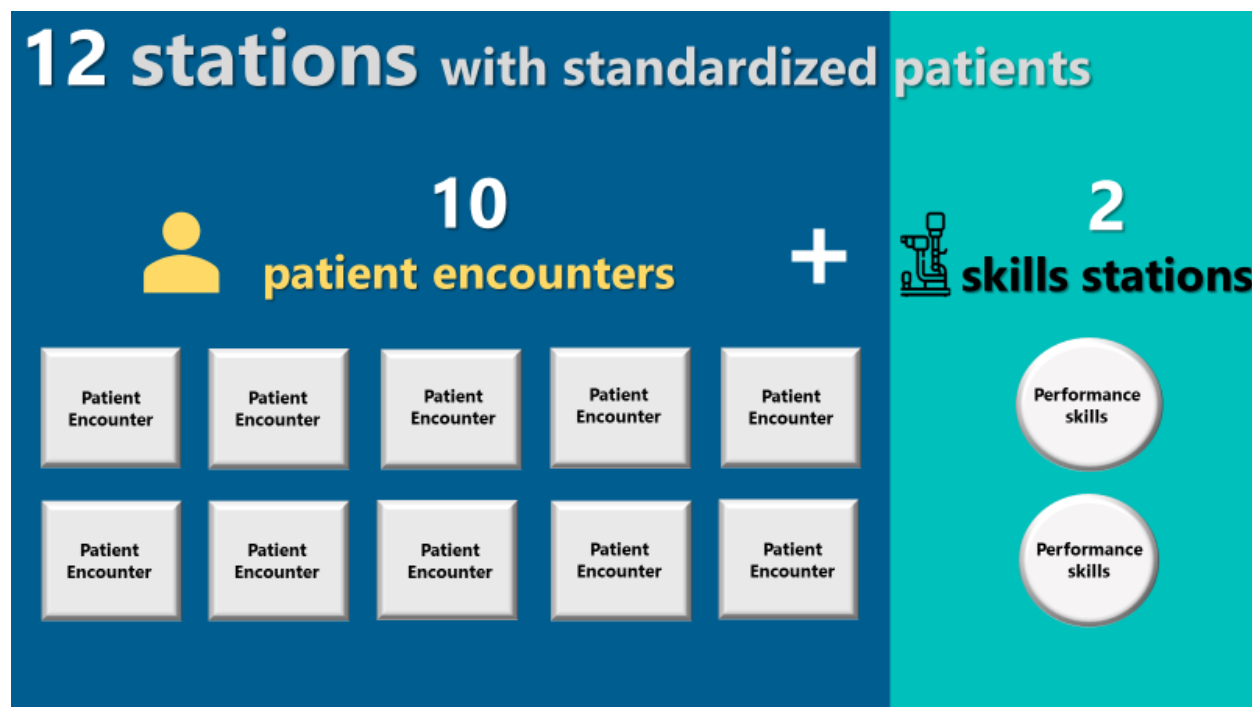 12 stations with standardized patients
10
patient encounters
+
2
skills stations
Patient
Encounter
Patient
Encounter
Patient
Encounter
Patient
Encounter
Patient
Encounter
Performance
skills
Patient
Encounter
Patient
Encounter
Patient
Encounter
Patient
Encounter
Patient
Encounter
Performance
skills